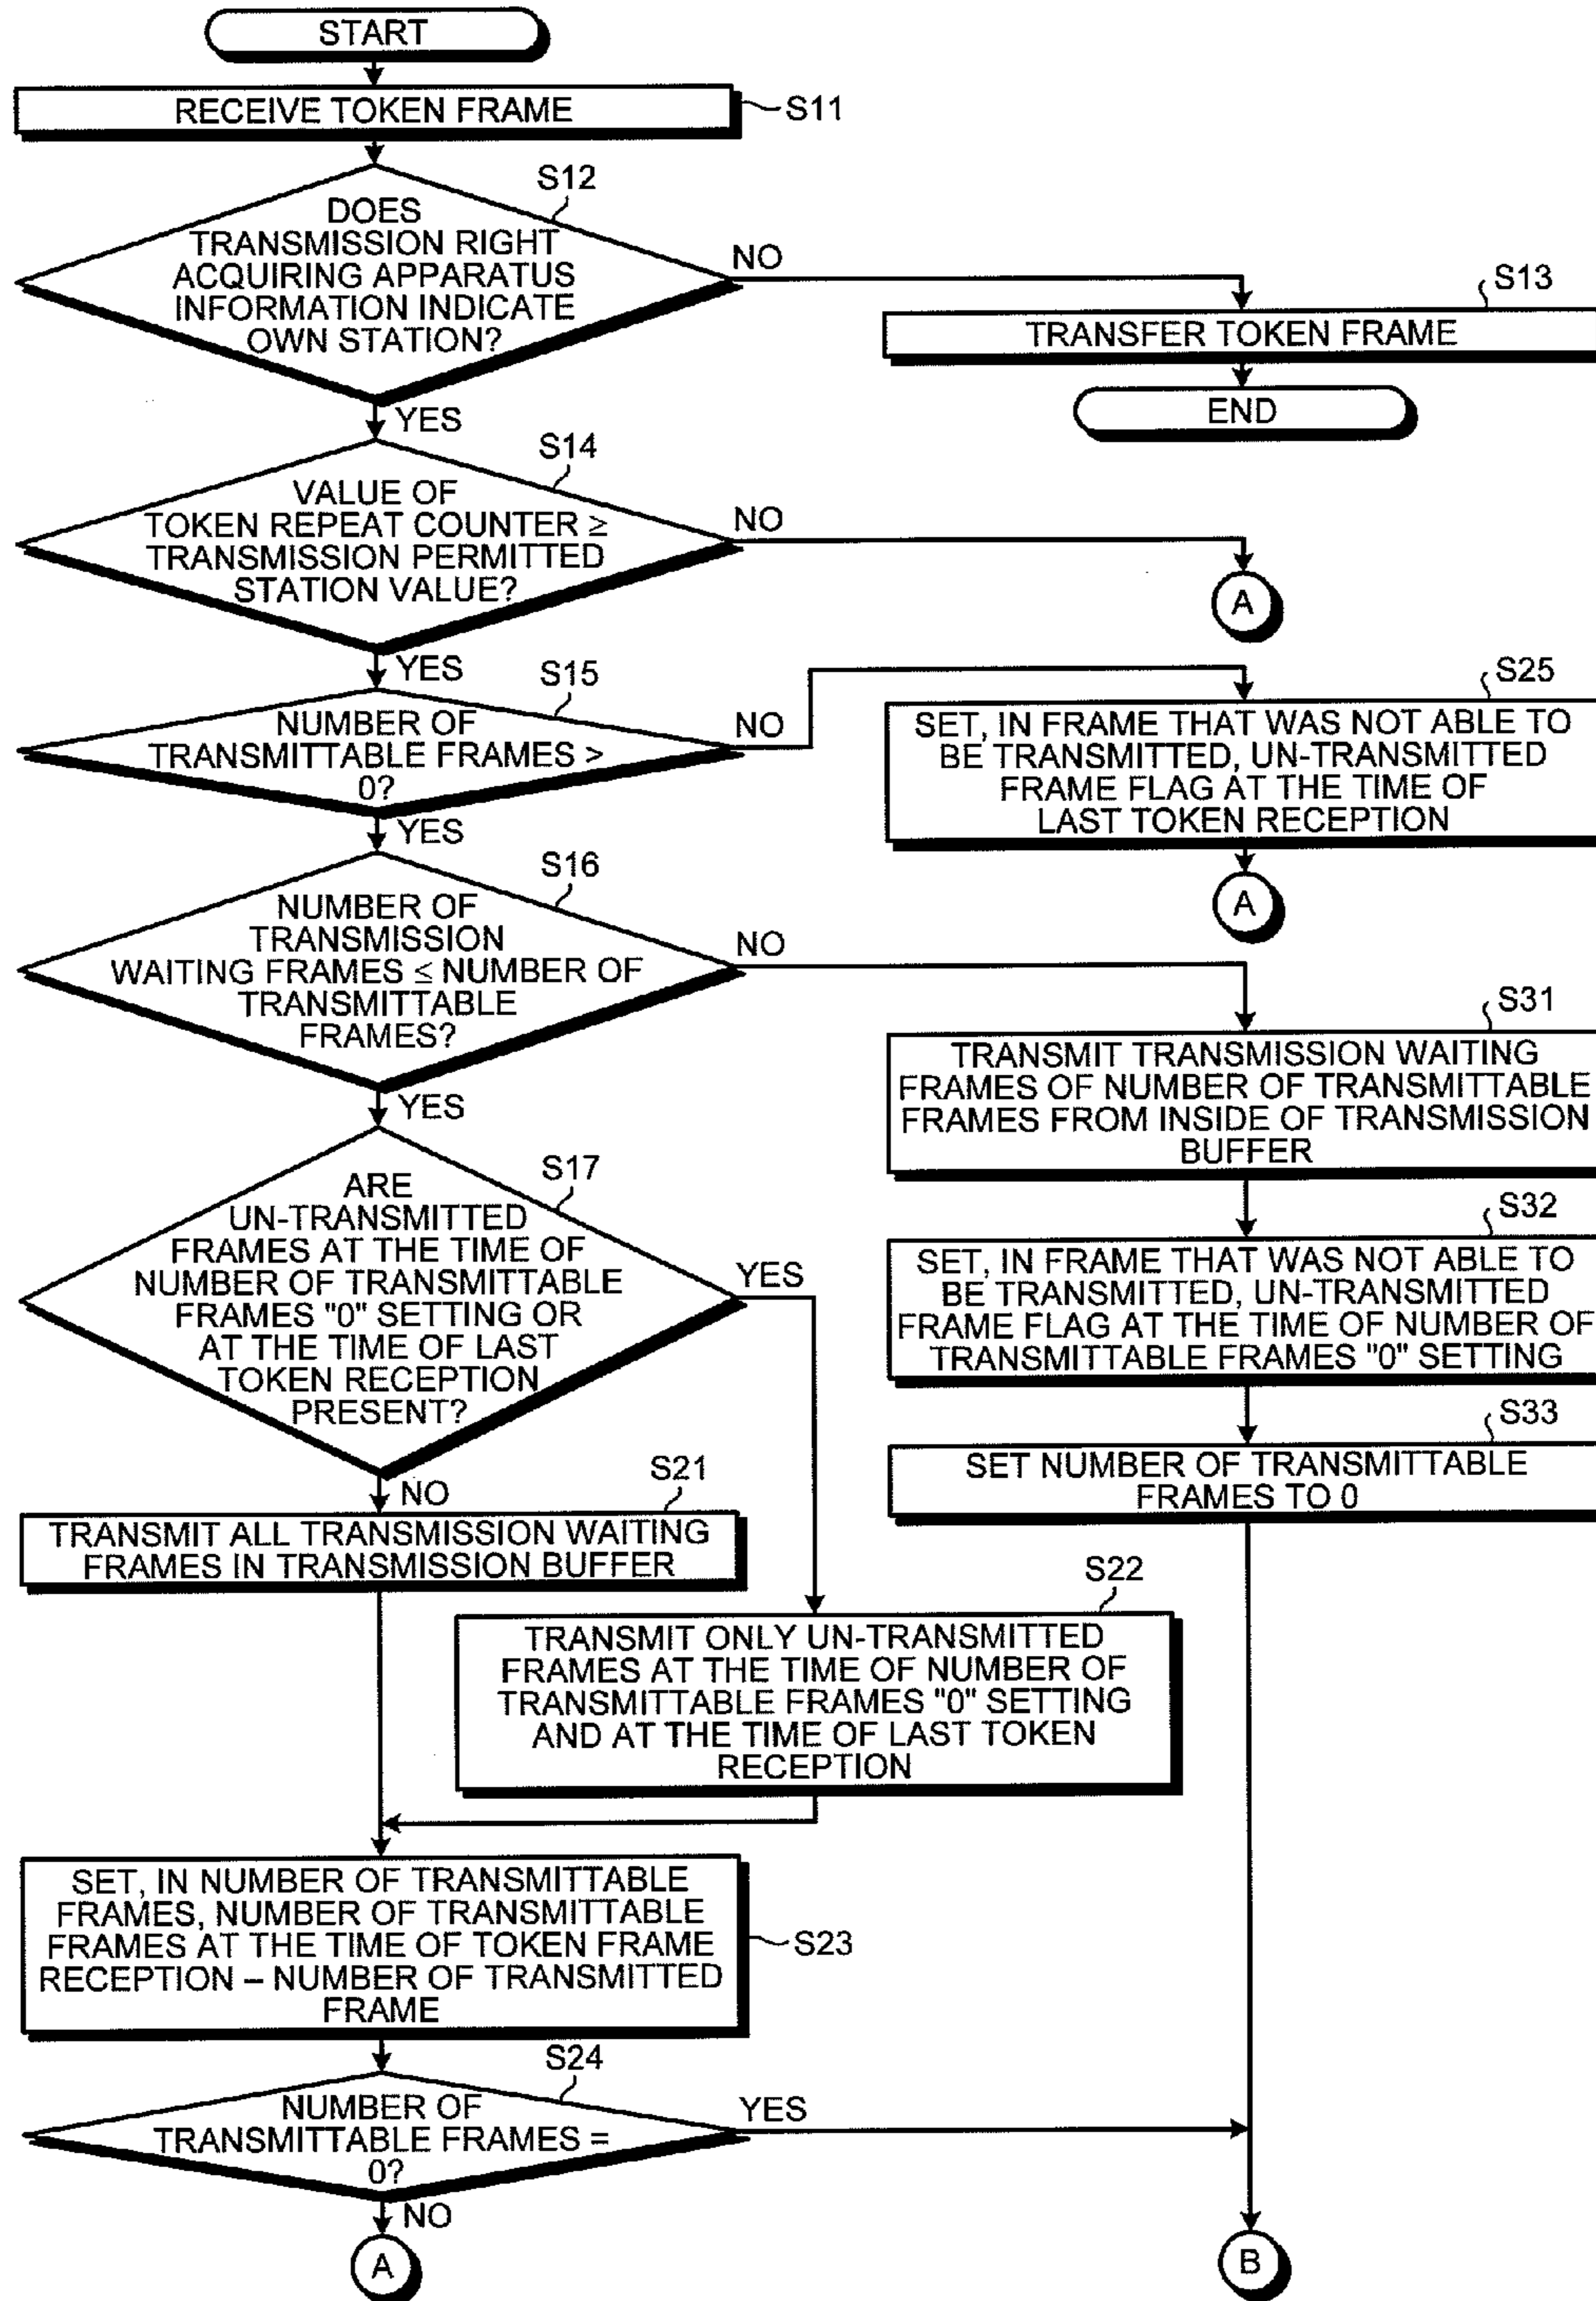 START
RECEIVE TOKEN FRAME
S11
S12
DOES
TRANSMISSION RIGHT
ACQUIRING APPARATUS
INFORMATION INDICATE
OWN STATION?
NO
S13
TRANSFER TOKEN FRAME
END
YES
S14
VALUE OF
TOKEN REPEAT COUNTER ≥
TRANSMISSION PERMITTED
STATION VALUE?
NO
A
YES
S15
NUMBER OF
TRANSMITTABLE FRAMES >
0?
NO
S25
SET, IN FRAME THAT WAS NOT ABLE TO
BE TRANSMITTED, UN-TRANSMITTED
FRAME FLAG AT THE TIME OF
LAST TOKEN RECEPTION
A
YES
S16
NUMBER OF
TRANSMISSION
WAITING FRAMES ≤ NUMBER OF
TRANSMITTABLE
FRAMES?
NO
S31
TRANSMIT TRANSMISSION WAITING
FRAMES OF NUMBER OF TRANSMITTABLE
FRAMES FROM INSIDE OF TRANSMISSION
BUFFER
S32
SET, IN FRAME THAT WAS NOT ABLE TO
BE TRANSMITTED, UN-TRANSMITTED
FRAME FLAG AT THE TIME OF NUMBER OF
TRANSMITTABLE FRAMES "0" SETTING
S33
SET NUMBER OF TRANSMITTABLE
FRAMES TO 0
YES
S17
ARE
UN-TRANSMITTED
FRAMES AT THE TIME OF
NUMBER OF TRANSMITTABLE
FRAMES "0" SETTING OR
AT THE TIME OF LAST
TOKEN RECEPTION
PRESENT?
YES
NO
S21
TRANSMIT ALL TRANSMISSION WAITING
FRAMES IN TRANSMISSION BUFFER
S22
TRANSMIT ONLY UN-TRANSMITTED
FRAMES AT THE TIME OF NUMBER OF
TRANSMITTABLE FRAMES "0" SETTING
AND AT THE TIME OF LAST TOKEN
RECEPTION
SET, IN NUMBER OF TRANSMITTABLE
FRAMES, NUMBER OF TRANSMITTABLE
FRAMES AT THE TIME OF TOKEN FRAME
RECEPTION – NUMBER OF TRANSMITTED
FRAME
S23
S24
NUMBER OF
TRANSMITTABLE FRAMES =
0?
YES
NO
A
B